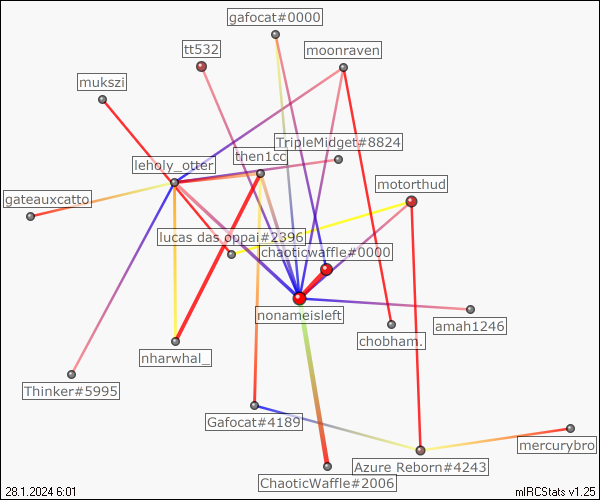 gafocat#0000
tt532
moonraven
mukszi
TripleMidget#8824
then1cc
leholy_otter
motorthud
gateauxcatto
lucas das oppai#2396
chaoticwaffle#0000
nonameisleft
amah1246
chobham.
nharwhal_
Thinker#5995
Gafocat#4189
mercurybro
Azure Reborn#4243
ChaoticWaffle#2006
28.1.2024 6:01
mIRCStats v1.25